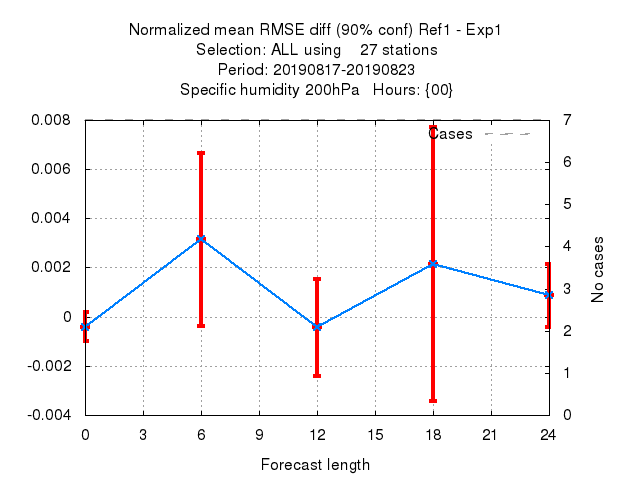 Normalized mean RMSE diff (90% conf) Ref1 - Exp1
Selection: ALL using 27 stations
Period: 20190817-20190823
Specific humidity 200hPa Hours: {00}
Cases
0.008
0.006
0.004
0.002
0
-0.002
-0.004
7
6
5
4
3
2
1
0
No cases
0 3 6 9 12 15 18 21 24
Forecast length